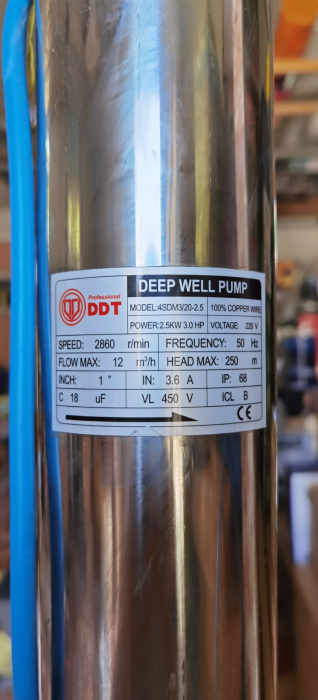 DEEP WELL PUMP
Professional
DDT
MODEL:4SDM3/20-2.5 100% COPPER WIRE
POWER:2.5KW 3.0 HP VOLTAGE: 220 V
SPEED: 2860 r/min FREQUENCY: 50 Hz
FLOW MAX: 12 m³/h HEAD MAX: 250 m
INCH: 1 " IN: 3.6 A IP: 68
C 18 uF VL 450 V ICL B
CE